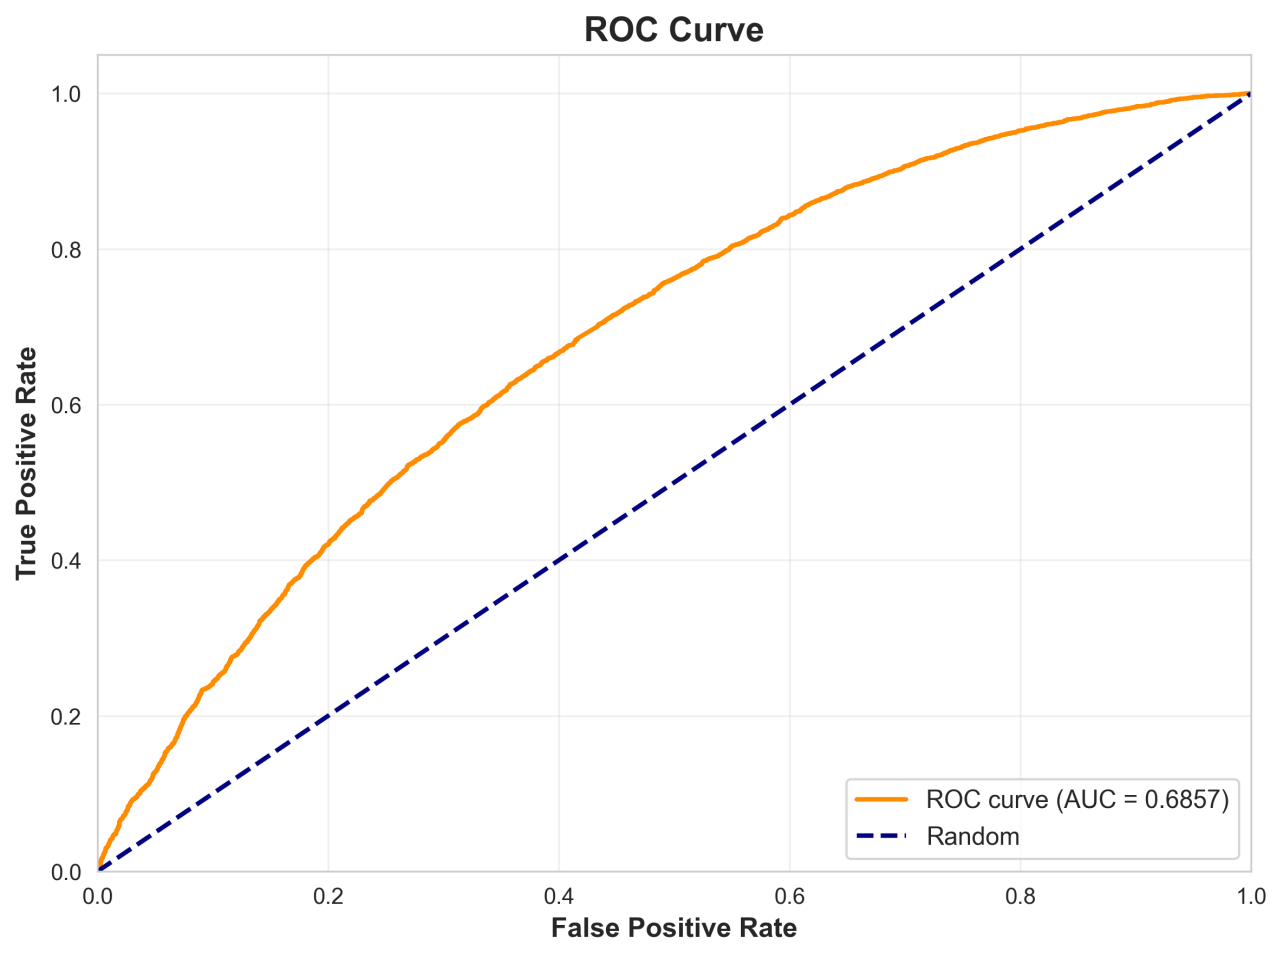 ROC Curve
1.0
0.8
0.6
0.4
0.2
0.0
True Positive Rate
0.0 0.2 0.4 0.6 0.8 1.0
False Positive Rate
ROC curve (AUC = 0.6857)
Random